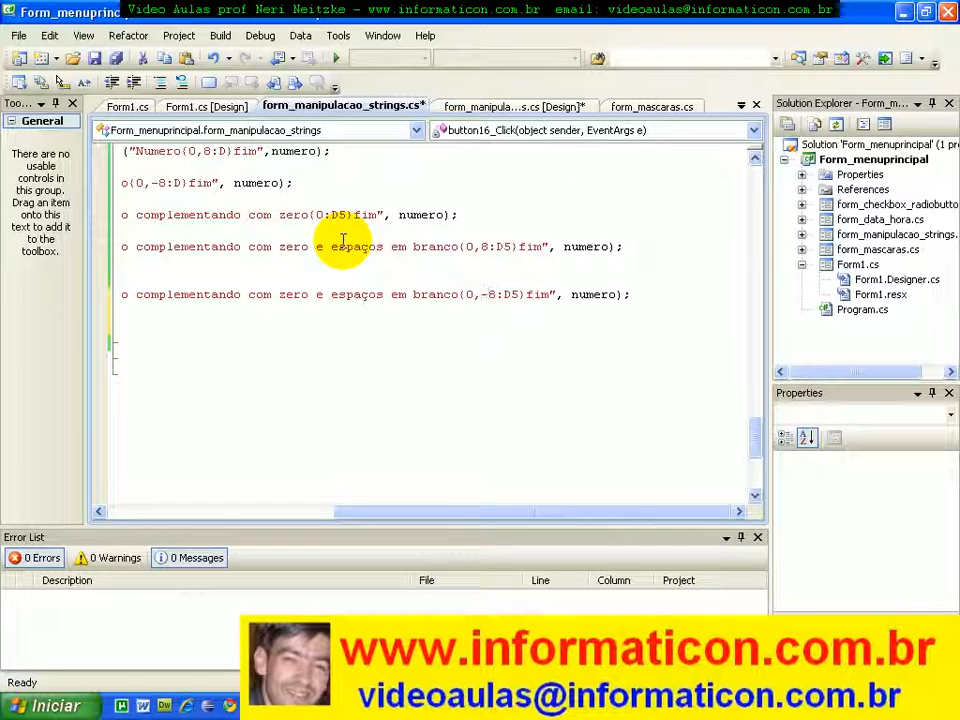 Form_menuprinc
Video Aulas prof Neri Neitzke - www.informaticon.com.br email: videoaulas@informaticon.com.br
File Edit View Refactor Project Build Debug Data Tools Window Help
Too...
General
There are no
usable
controls in
this group.
Drag an item
onto this
text to add it
to the
toolbox.
Form1.cs Form1.cs [Design] form_manipulacao_strings.cs* form_manipula...s.cs [Design]* form_mascaras.cs
Form_menuprincipal.form_manipulacao_strings
button16_Click(object sender, EventArgs e)
("Numero{0,8:D}fim",numero);
o{0,-8:D}fim", numero);
o complementando com zero{0:D5}fim", numero);
o complementando com zero e espaços em branco{0,8:D5}fim", numero);
o complementando com zero e espaços em branco{0,-8:D5}fim", numero);
Solution Explorer - Form_m...
Solution 'Form_menuprincipal' (1 pro
Form_menuprincipal
Properties
References
form_checkbox_radiobutto
form_data_hora.cs
form_manipulacao_strings.
form_mascaras.cs
Form1.cs
Form1.Designer.cs
Form1.resx
Program.cs
Properties
Error List
0 Errors 0 Warnings 0 Messages
Description File Line Column Project
Ready
Iniciar
www.informaticon.com.br
videoaulas@informaticon.com.br